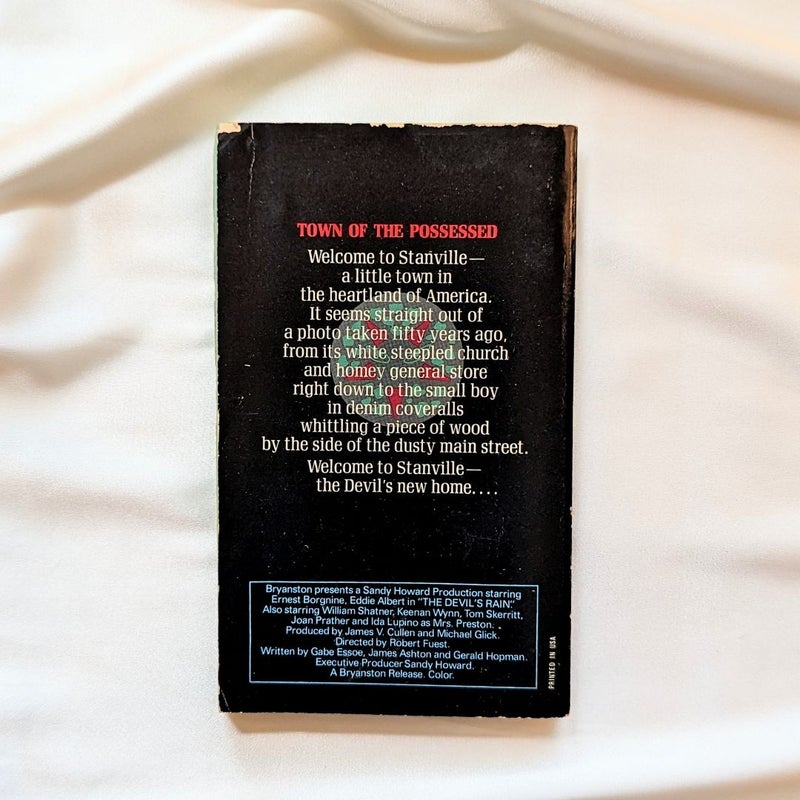 TOWN OF THE POSSESSED
Welcome to Stanville—
a little town in
the heartland of America.
It seems straight out of
a photo taken fifty years ago,
from its white steepled church
and homey general store
right down to the small boy
in denim coveralls
whittling a piece of wood
by the side of the dusty main street.
Welcome to Stanville—
the Devil's new home....
Bryanston presents a Sandy Howard Production starring
Ernest Borgnine, Eddie Albert in "THE DEVIL'S RAIN."
Also starring William Shatner, Keenan Wynn, Tom Skerritt,
Joan Prather and Ida Lupino as Mrs. Preston.
Produced by James V. Cullen and Michael Glick.
Directed by Robert Fuest.
Written by Gabe Essoe, James Ashton and Gerald Hopman.
Executive Producer Sandy Howard.
A Bryanston Release. Color.
PRINTED IN USA